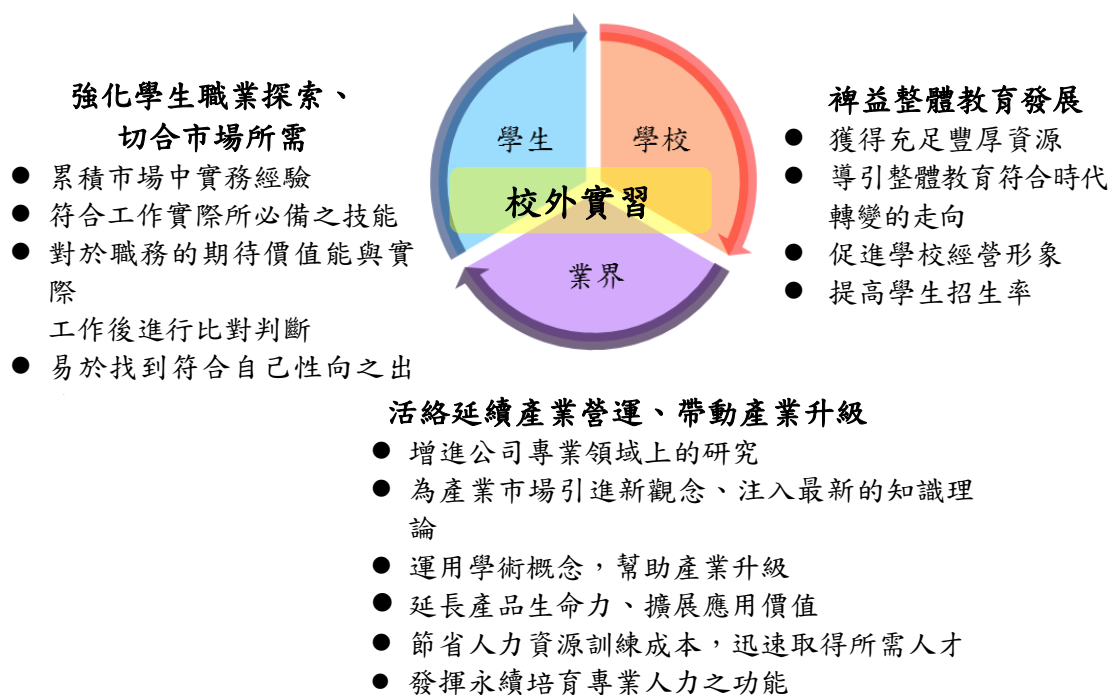 強化學生職業探索、
切合市場所需
● 累積市場中實務經驗
● 符合工作實際所必備之技能
● 對於職務的期待價值能與實
際
工作後進行比對判斷
● 易於找到符合自己性向之出
學生
學校
校外實習
業界
裨益整體教育發展
● 獲得充足豐厚資源
● 導引整體教育符合時代
轉變的走向
● 促進學校經營形象
● 提高學生招生率
活絡延續產業營運、帶動產業升級
● 增進公司專業領域上的研究
● 為產業市場引進新觀念、注入最新的知識理
論
● 運用學術概念，幫助產業升級
● 延長產品生命力、擴展應用價值
● 節省人力資源訓練成本，迅速取得所需人才
● 發揮永續培育專業人力之功能